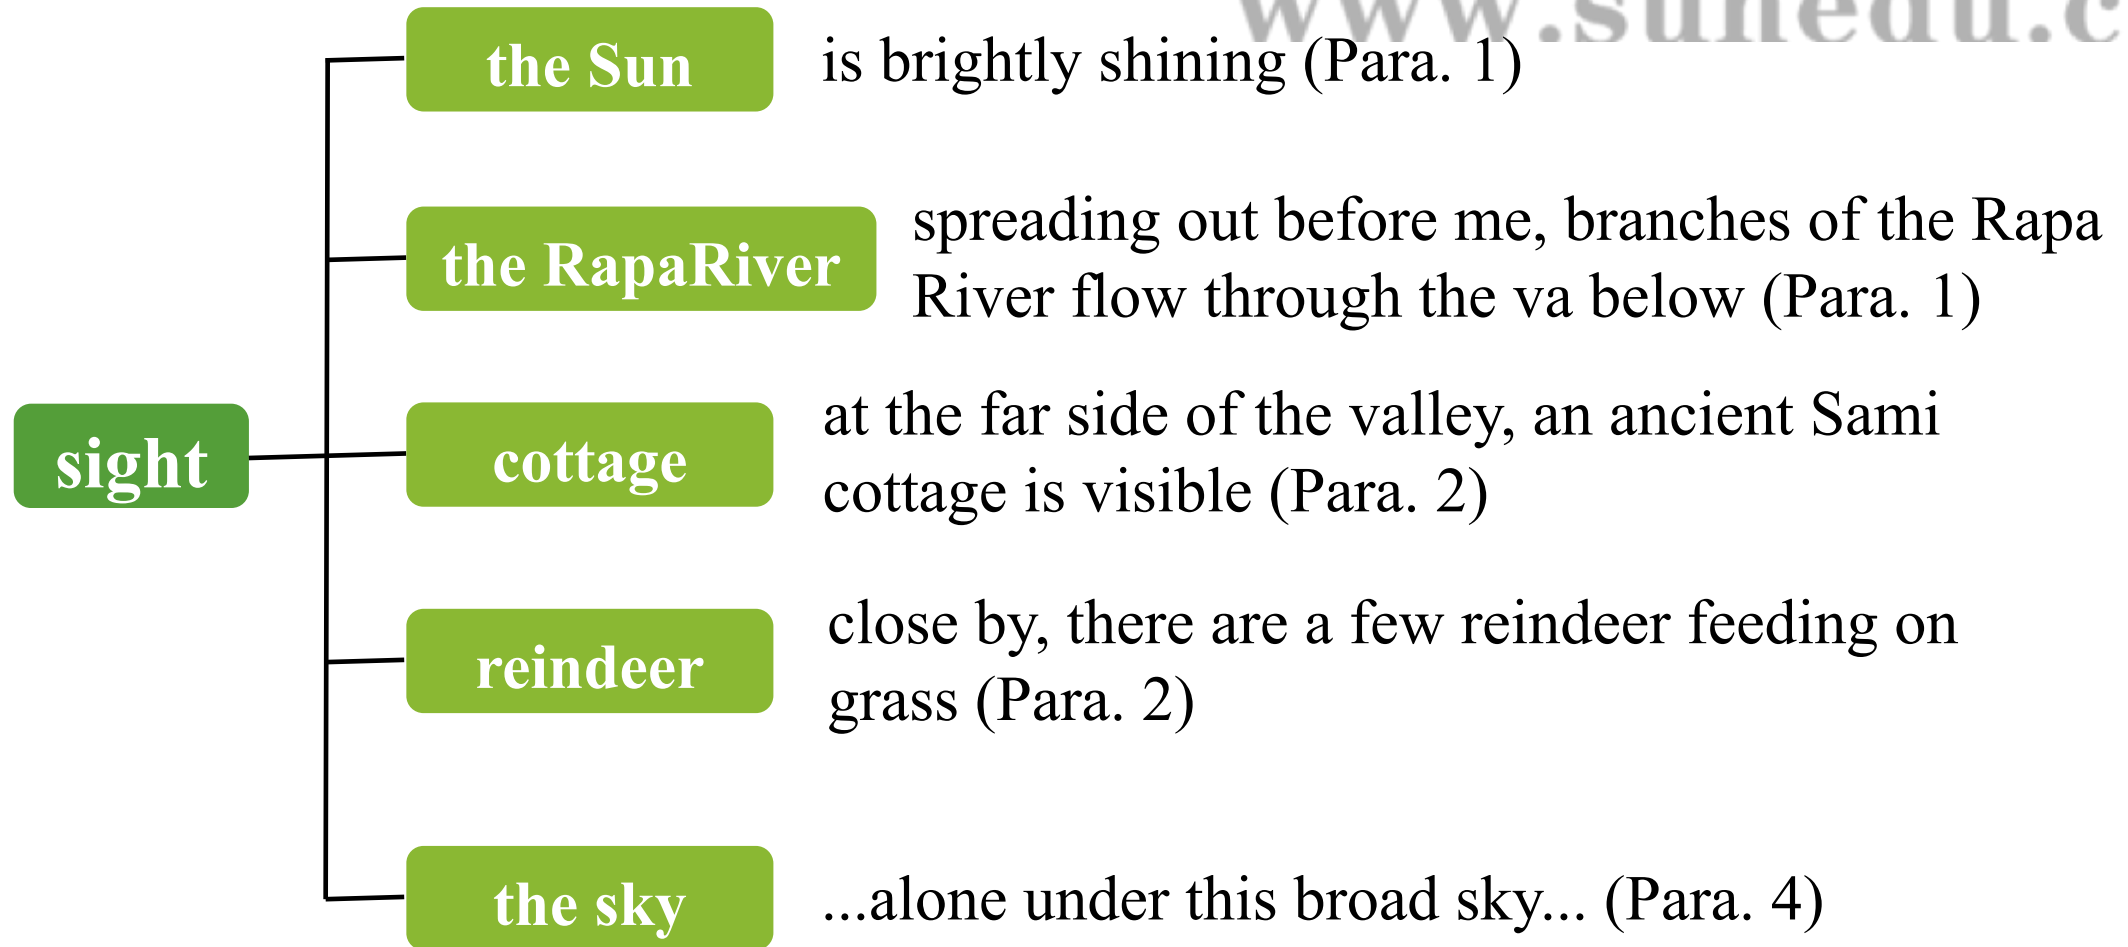 www.sunedu.c
the Sun
is brightly shining (Para. 1)
the RapaRiver
spreading out before me, branches of the Rapa
River flow through the va below (Para. 1)
sight
cottage
at the far side of the valley, an ancient Sami
cottage is visible (Para. 2)
reindeer
close by, there are a few reindeer feeding on
grass (Para. 2)
the sky
...alone under this broad sky... (Para. 4)